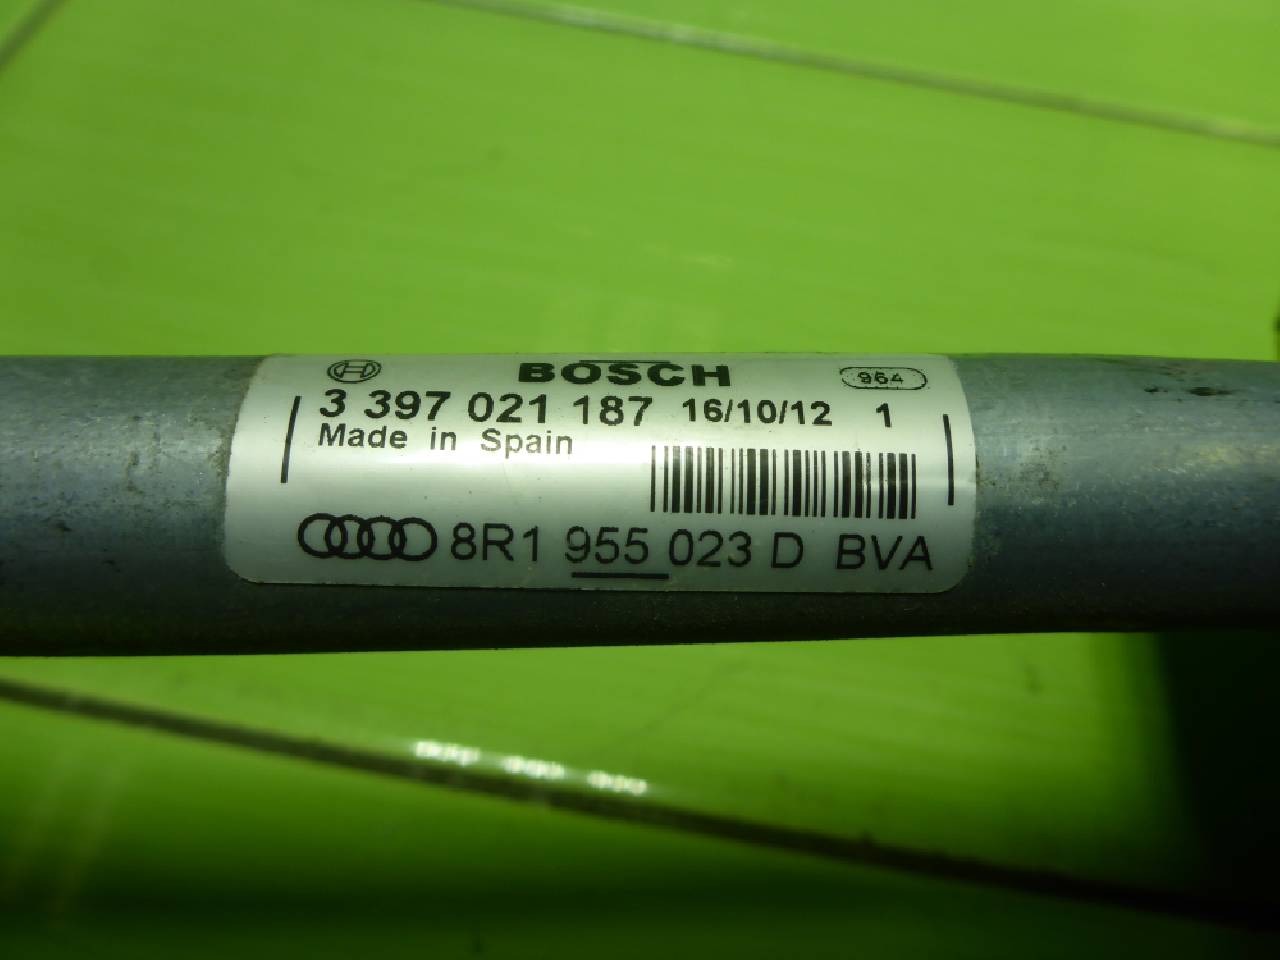 BOSCH 964
3 397 021 187 16/10/12 1
Made in Spain
8R1 955 023 D BVA